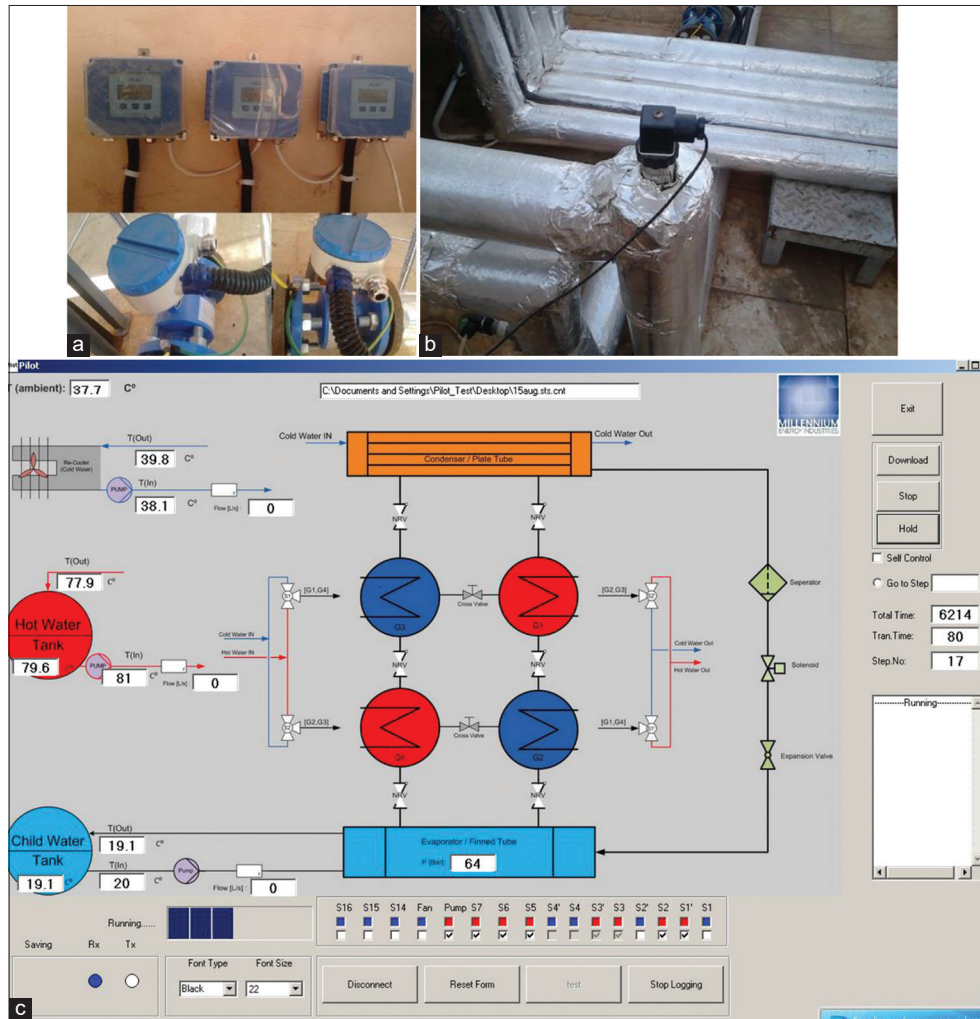 a
b
Pilot
T (ambient): 37.7 C°
C:\Documents and Settings\Pilot_Test\Desktop\15aug.sts.cnt
MILLENNIUM
ENERGY INDUSTRIES
Exit
Download
Stop
Hold
Self Control
Go to Step
Total Time: 6214
Tran.Time: 80
Step.No: 17
Running
Cold Water IN
Cold Water Out
Condenser / Plate Tube
T(Out)
39.8 C°
Re-Cooler
(Cold Water)
PUMP
T(In)
38.1 C°
Flow [L/s] : 0
NRV
NRV
T(Out)
77.9 C°
Hot Water
Tank
79.6
PUMP
T(In)
81 C°
Flow [L/s] : 0
Cold Water IN
Hot Water IN
S1
[G1,G4]
S2
[G2,G3]
G3
Cross Valve
G1
NRV
NRV
G4
Cross Valve
G2
NRV
NRV
[G2,G3]
S2'
Cold Water Out
Hot Water Out
[G1,G4]
S1'
Seperator
Solenoid
Expansion Valve
Child Water
Tank
19.1 C°
T(Out)
19.1 C°
T(In)
20 C°
Pump
Flow [L/s] : 0
Evaporator / Finned Tube
P [Bar]: 64
Running......
Saving Rx Tx
S16 S15 S14 Fan Pump S7 S6 S5 S4' S4 S3' S3 S2' S2 S1' S1
Font Type Font Size
Black 22
Disconnect
Reset Form
test
Stop Logging
c